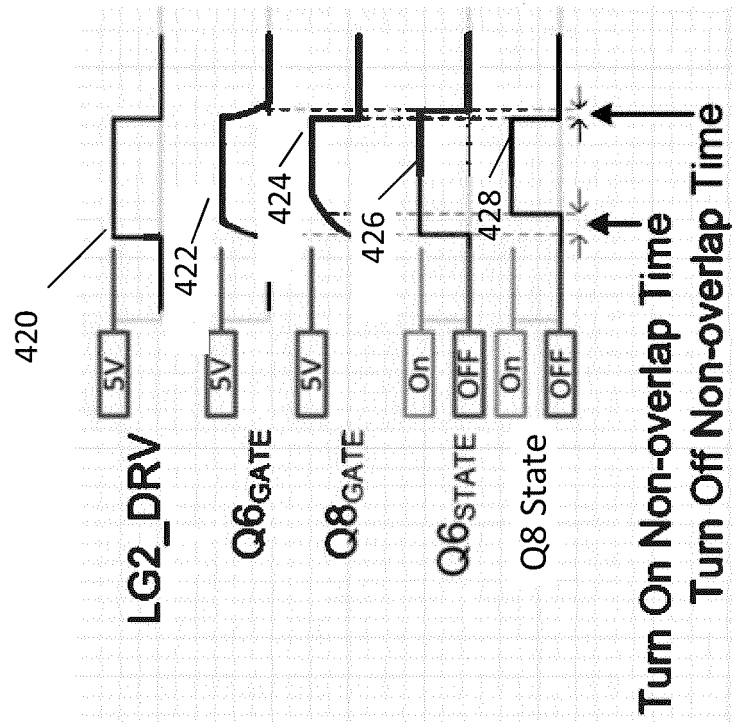 420
5V
LG2_DRV
422
5V
Q6GATE
424
5V
Q8GATE
426
On
OFF
Q6STATE
428
On
OFF
Q8 State
Turn On Non-overlap Time
Turn Off Non-overlap Time